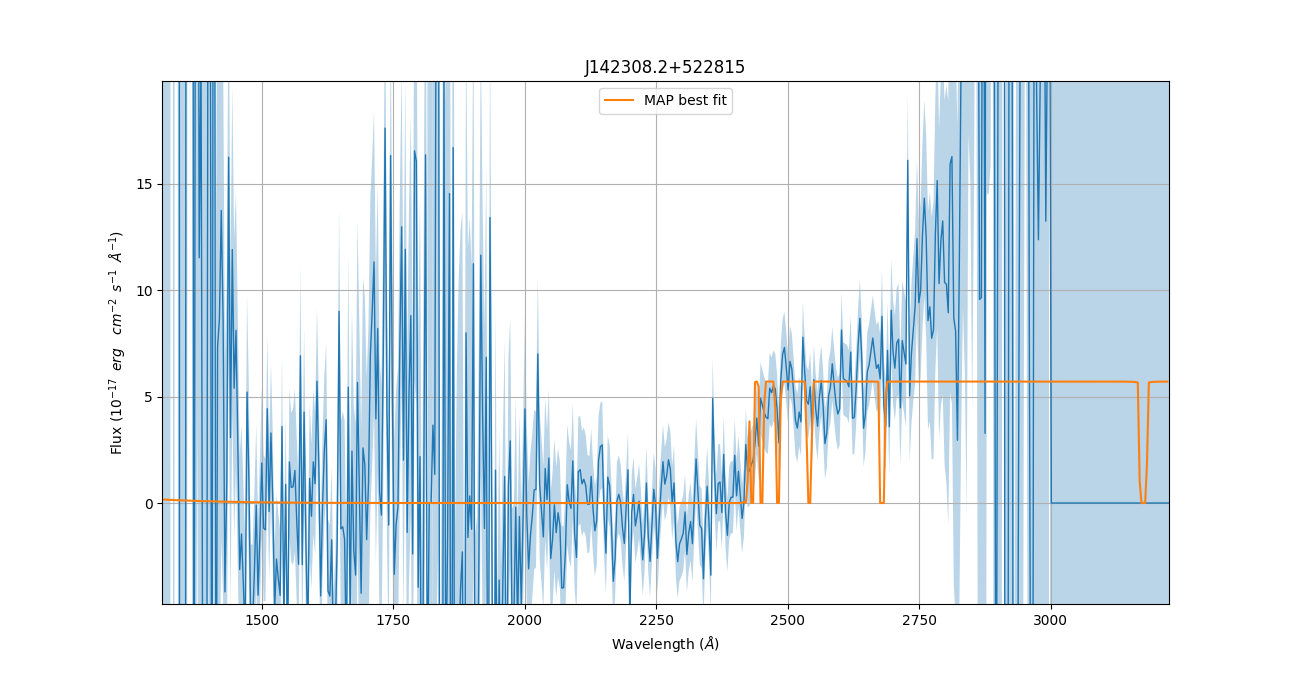 J142308.2+522815
MAP best fit
Flux (10⁻¹⁷ erg cm⁻² s⁻¹ Å⁻¹)
15
10
5
0
1500 1750 2000 2250 2500 2750 3000
Wavelength (Å)